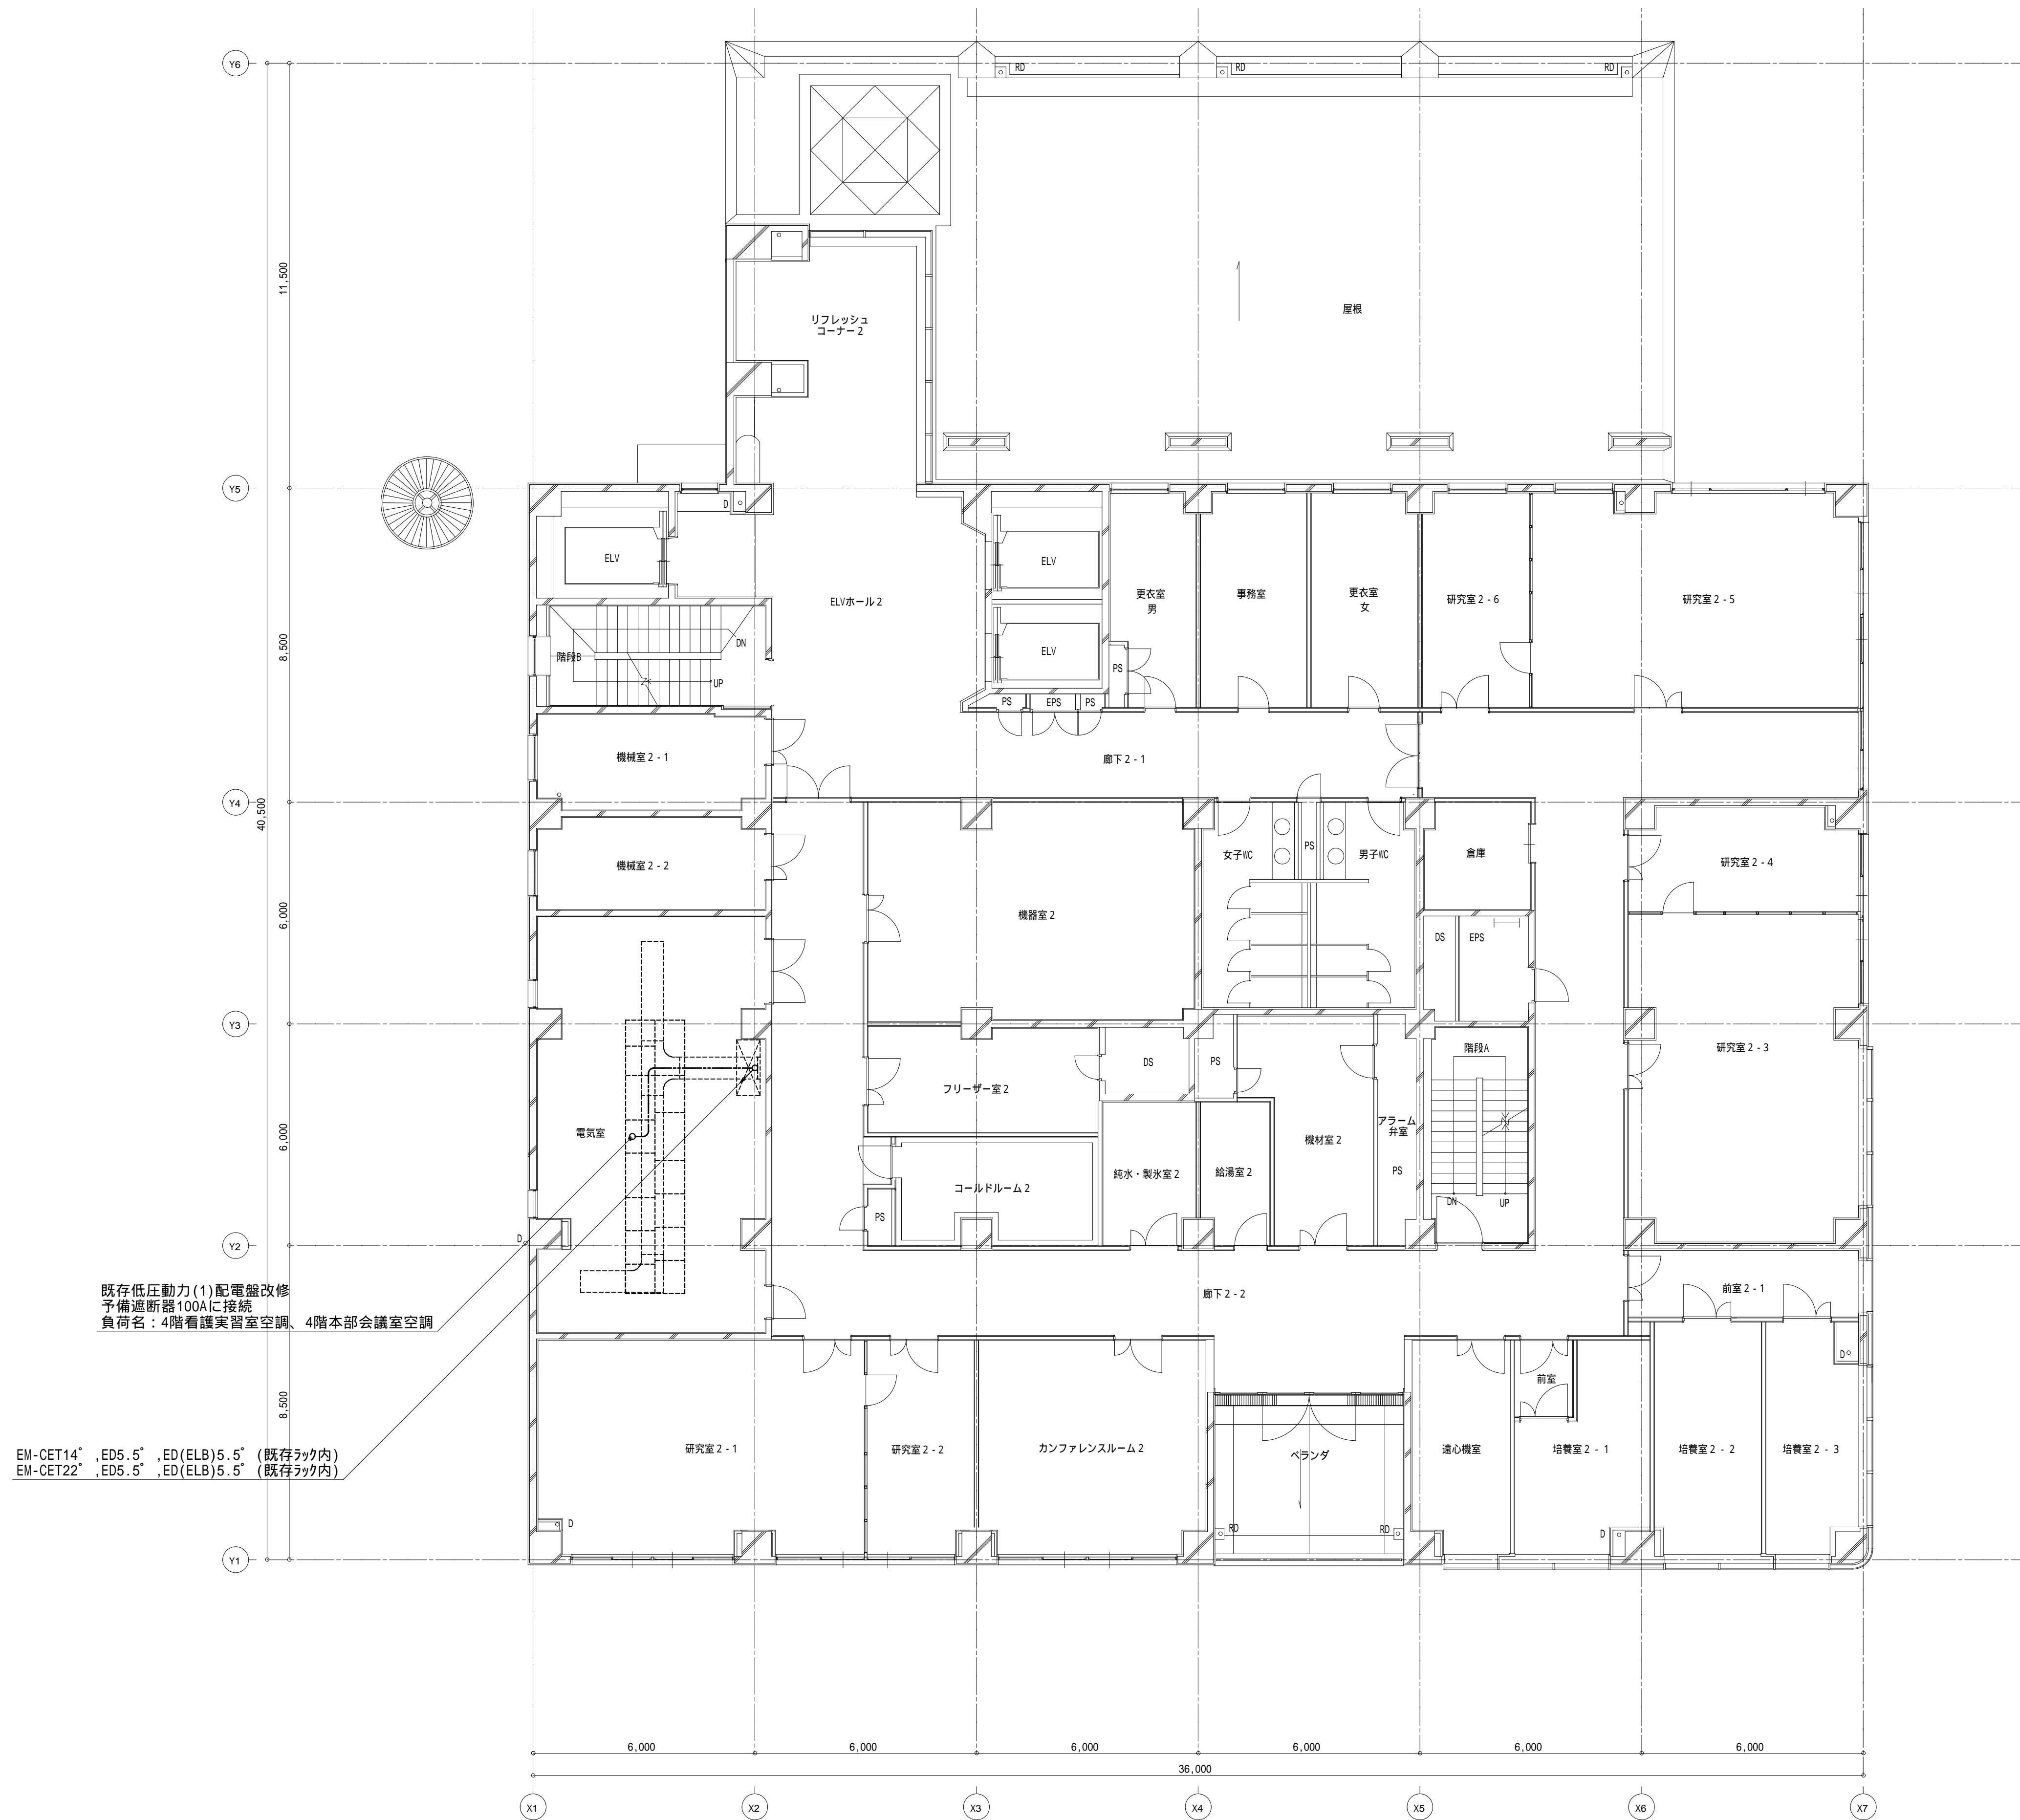 Y6
RD
RD
RD
11,500
屋根
リフレッシュ
コーナー２
Y5
D
ELV
ELV
ELVホール２
更衣室
男
事務室
更衣室
女
研究室２-６
研究室２-５
8,500
DN
階段B
ELV
PS
UP
PS
EPS
PS
機械室２-１
廊下２-１
Y4
40,500
女子WC
PS
男子WC
倉庫
研究室２-４
機械室２-２
機器室２
6,000
DS
EPS
Y3
階段A
研究室２-３
DS
PS
フリーザー室２
6,000
電気室
アラーム
弁室
機材室２
純水・製氷室２
給湯室２
PS
コールドルーム２
DN
UP
PS
Y2
D
既存低圧動力(1)配電盤改修
予備遮断器100Aに接続
負荷名：4階看護実習室空調、4階本部会議室空調
廊下２-２
前室２-１
D
前室
8,500
研究室２-１
研究室２-２
カンファレンスルーム２
ベランダ
遠心機室
培養室２-１
培養室２-２
培養室２-３
EM-CET14°,ED5.5°,ED(ELB)5.5° (既存ﾗｯｸ内)
EM-CET22°,ED5.5°,ED(ELB)5.5° (既存ﾗｯｸ内)
D
RD
RD
D
Y1
6,000
6,000
6,000
6,000
6,000
6,000
36,000
X1
X2
X3
X4
X5
X6
X7